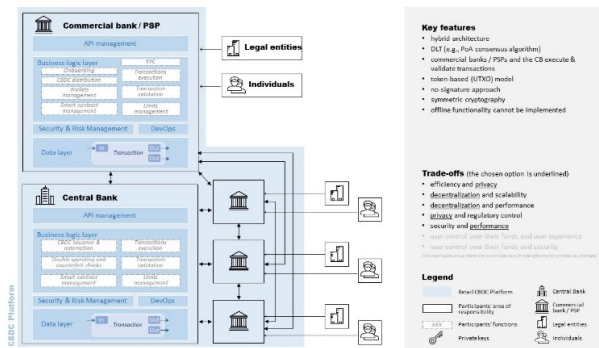 Commercial bank / PSP
API management
Business logic layer
KYC
Onboarding
Transactions
execution
CBDC distribution
Wallets
management
Transaction
validation
Smart contract
management
Limits
management
Security & Risk Management
DevOps
Data layer
In
Transaction
Out
Out
Legal entities
Individuals
Central Bank
API management
Business logic layer
CBDC issuance &
redemption
Transactions
execution
Double spending and
counterfeit checks
Transaction
validation
Smart contract
management
Limits
management
Security & Risk Management
DevOps
Data layer
In
Transaction
Out
Out
CBDC Platform
Key features
• hybrid architecture
• DLT (e.g., PoA consensus algorithm)
• commercial banks / PSPs and the CB execute &
validate transactions
• token-based (UTXO) model
• no-signature approach
• symmetric cryptography
• offline functionality cannot be implemented
Trade-offs (the chosen option is underlined)
• efficiency and privacy
• decentralization and scalability
• decentralization and performance
• privacy and regulatory control
• security and performance
• user control over their funds and user experience
• user control over their funds and security
Legend
Retail CBDC Platform
Central Bank
Participants' area of
responsibility
Commercial
bank / PSP
XXX
Participants' functions
Legal entities
Private keys
Individuals